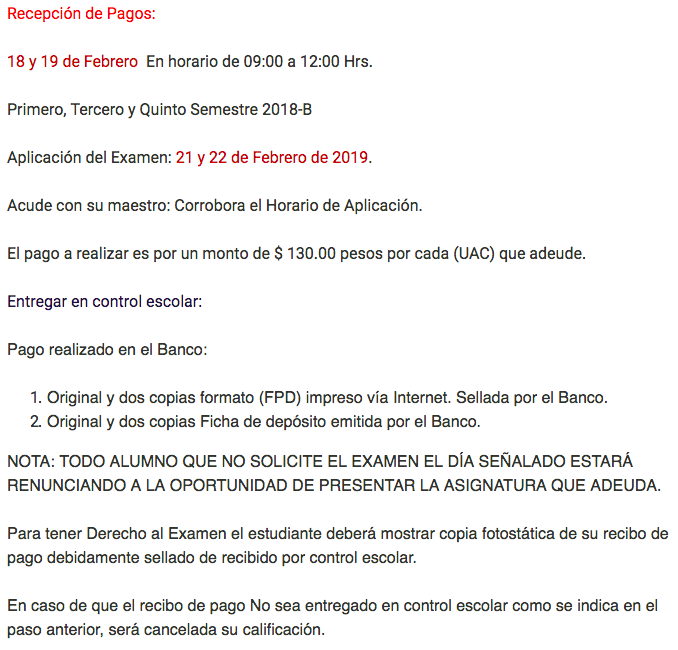 Recepción de Pagos:
18 y 19 de Febrero  En horario de 09:00 a 12:00 Hrs.
Primero, Tercero y Quinto Semestre 2018-B
Aplicación del Examen: 21 y 22 de Febrero de 2019.
Acude con su maestro: Corrobora el Horario de Aplicación.
El pago a realizar es por un monto de $ 130.00 pesos por cada (UAC) que adeude.
Entregar en control escolar:
Pago realizado en el Banco:
1. Original y dos copias formato (FPD) impreso vía Internet. Sellada por el Banco.
2. Original y dos copias Ficha de depósito emitida por el Banco.
NOTA: TODO ALUMNO QUE NO SOLICITE EL EXAMEN EL DÍA SEÑALADO ESTARÁ
RENUNCIANDO A LA OPORTUNIDAD DE PRESENTAR LA ASIGNATURA QUE ADEUDA.
Para tener Derecho al Examen el estudiante deberá mostrar copia fotostática de su recibo de
pago debidamente sellado de recibido por control escolar.
En caso de que el recibo de pago No sea entregado en control escolar como se indica en el
paso anterior, será cancelada su calificación.